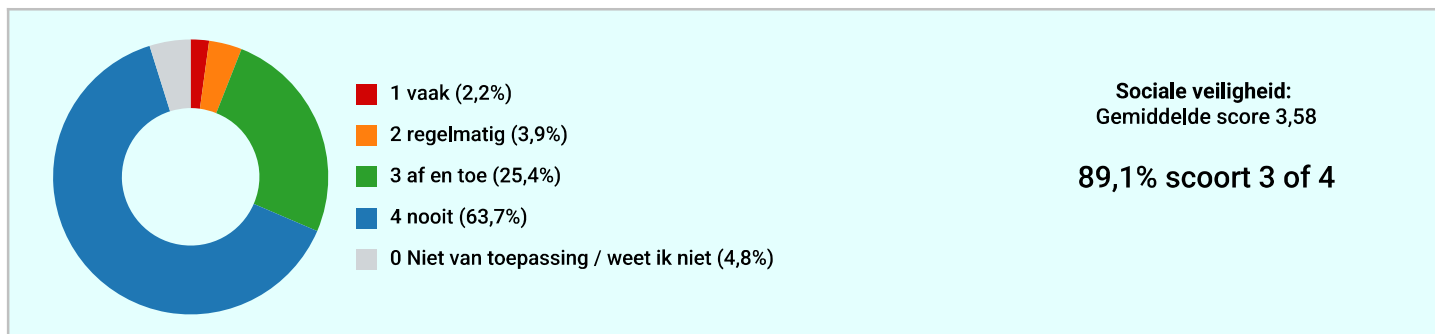 1 vaak (2,2%)
2 regelmatig (3,9%)
3 af en toe (25,4%)
4 nooit (63,7%)
0 Niet van toepassing / weet ik niet (4,8%)
Sociale veiligheid:
Gemiddelde score 3,58
89,1% scoort 3 of 4